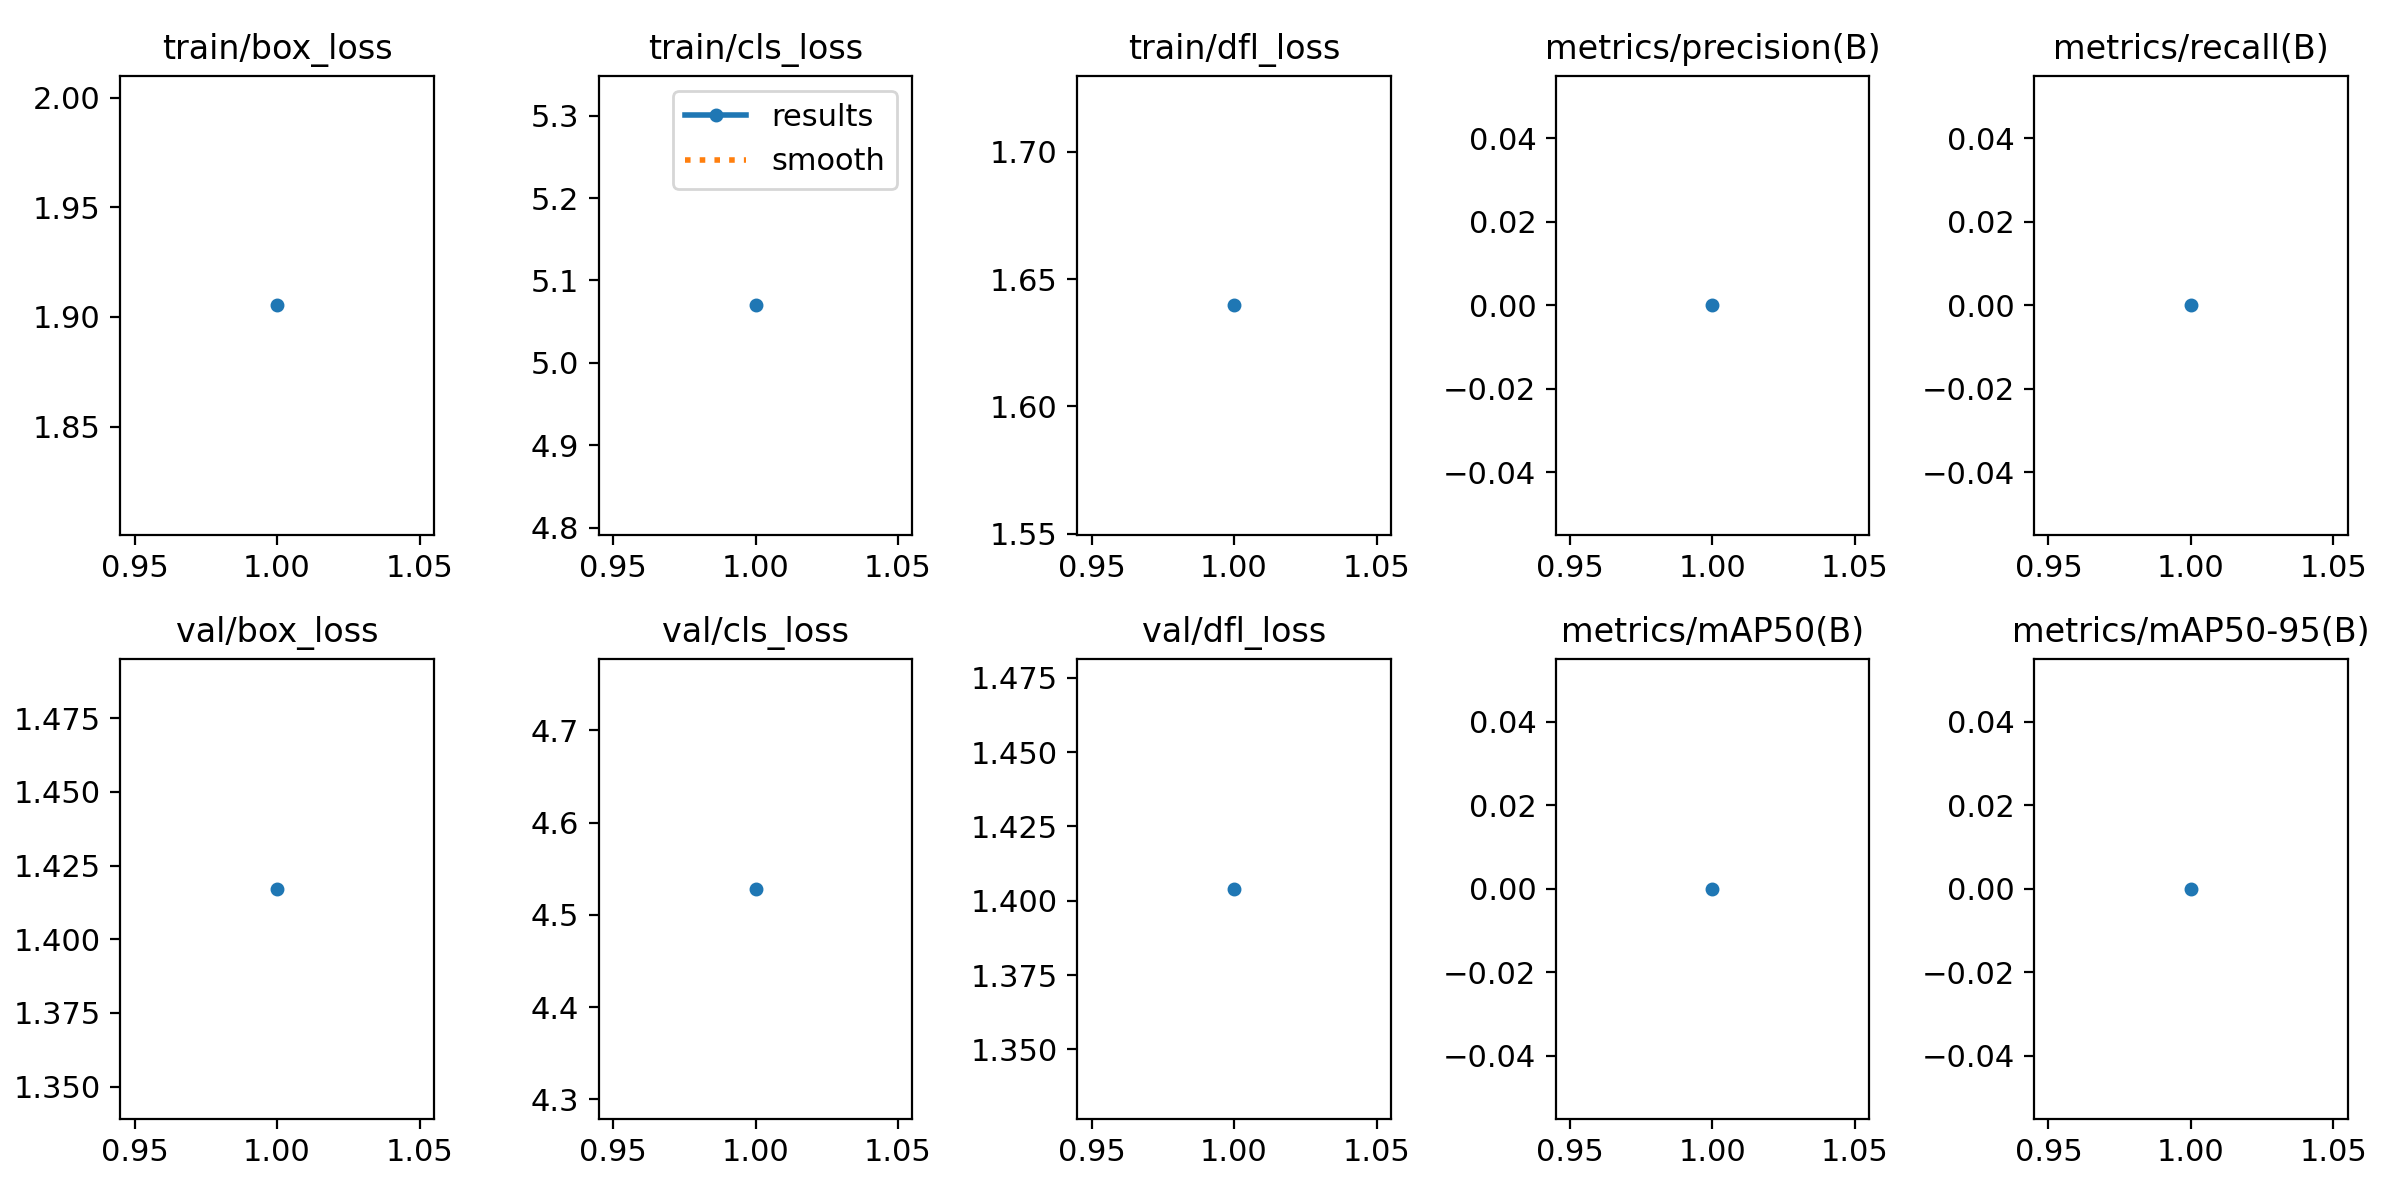 train/box_loss
2.00
1.95
1.90
1.85
0.95 1.00 1.05
train/cls_loss
results
smooth
5.3
5.2
5.1
5.0
4.9
4.8
0.95 1.00 1.05
train/dfl_loss
1.70
1.65
1.60
1.55
0.95 1.00 1.05
metrics/precision(B)
0.04
0.02
0.00
−0.02
−0.04
0.95 1.00 1.05
metrics/recall(B)
0.04
0.02
0.00
−0.02
−0.04
0.95 1.00 1.05
val/box_loss
1.475
1.450
1.425
1.400
1.375
1.350
0.95 1.00 1.05
val/cls_loss
4.7
4.6
4.5
4.4
4.3
0.95 1.00 1.05
val/dfl_loss
1.475
1.450
1.425
1.400
1.375
1.350
0.95 1.00 1.05
metrics/mAP50(B)
0.04
0.02
0.00
−0.02
−0.04
0.95 1.00 1.05
metrics/mAP50-95(B)
0.04
0.02
0.00
−0.02
−0.04
0.95 1.00 1.05